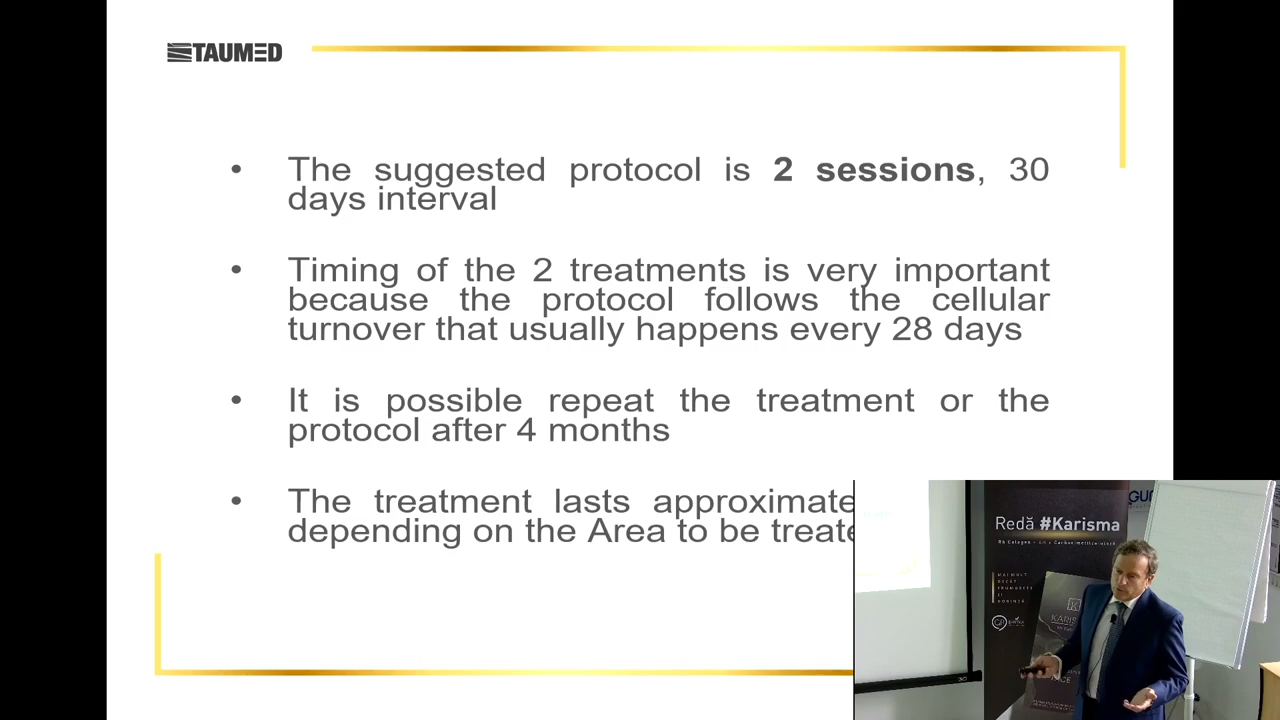 TAUMED
• The suggested protocol is 2 sessions, 30
days interval
• Timing of the 2 treatments is very important
because the protocol follows the cellular
turnover that usually happens every 28 days
• It is possible repeat the treatment or the
protocol after 4 months
• The treatment lasts approximate
depending on the Area to be treate
Redă #Karisma